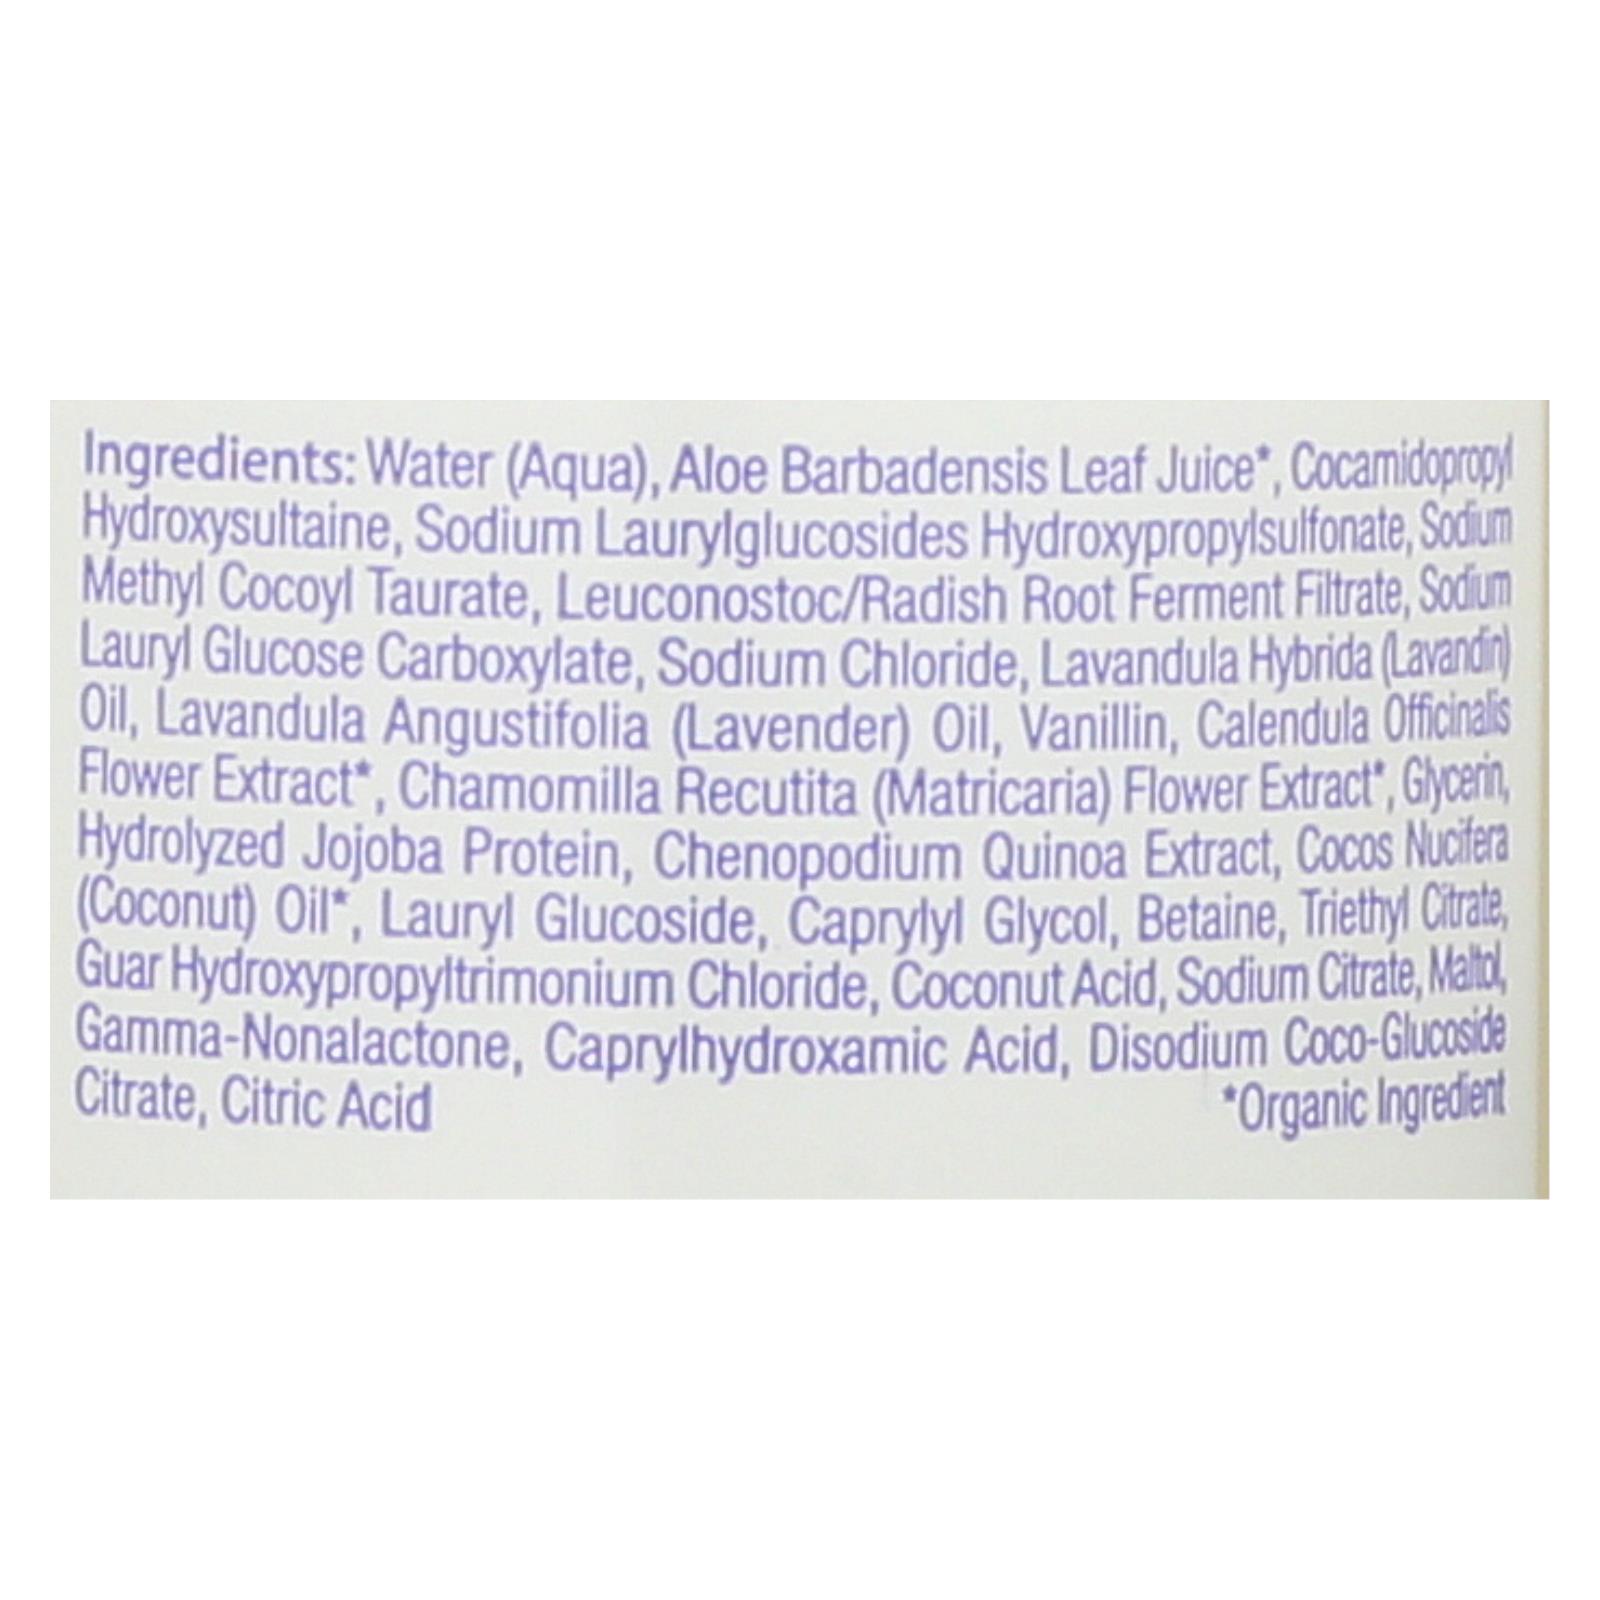 Ingredients: Water (Aqua), Aloe Barbadensis Leaf Juice*, Cocamidopropyl
Hydroxysultaine, Sodium Laurylglucosides Hydroxypropylsulfonate, Sodium
Methyl Cocoyl Taurate, Leuconostoc/Radish Root Ferment Filtrate, Sodium
Lauryl Glucose Carboxylate, Sodium Chloride, Lavandula Hybrida (Lavandin)
Oil, Lavandula Angustifolia (Lavender) Oil, Vanillin, Calendula Officinalis
Flower Extract*, Chamomilla Recutita (Matricaria) Flower Extract*, Glycerin,
Hydrolyzed Jojoba Protein, Chenopodium Quinoa Extract, Cocos Nucifera
(Coconut) Oil*, Lauryl Glucoside, Caprylyl Glycol, Betaine, Triethyl Citrate,
Guar Hydroxypropyltrimonium Chloride, Coconut Acid, Sodium Citrate, Maltol,
Gamma-Nonalactone, Caprylhydroxamic Acid, Disodium Coco-Glucoside
Citrate, Citric Acid *Organic Ingredient